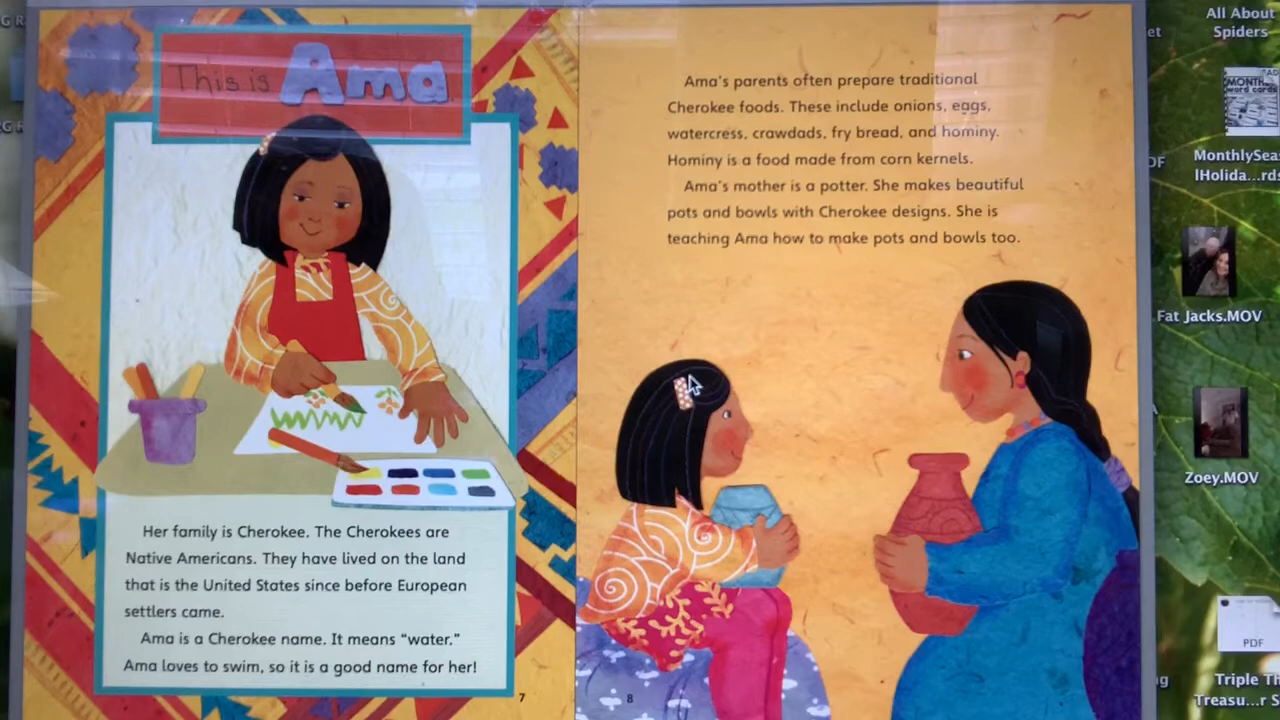 This is Ama
Her family is Cherokee. The Cherokees are
Native Americans. They have lived on the land
that is the United States since before European
settlers came.
Ama is a Cherokee name. It means “water.”
Ama loves to swim, so it is a good name for her!
7
Ama's parents often prepare traditional
Cherokee foods. These include onions, eggs,
watercress, crawdads, fry bread, and hominy.
Hominy is a food made from corn kernels.
Ama's mother is a potter. She makes beautiful
pots and bowls with Cherokee designs. She is
teaching Ama how to make pots and bowls too.
8
All About
Spiders
MONTH
word cards
MonthlySea
lHolida...rds
Fat Jacks.MOV
Zoey.MOV
PDF
Triple Th
Treasu...r S